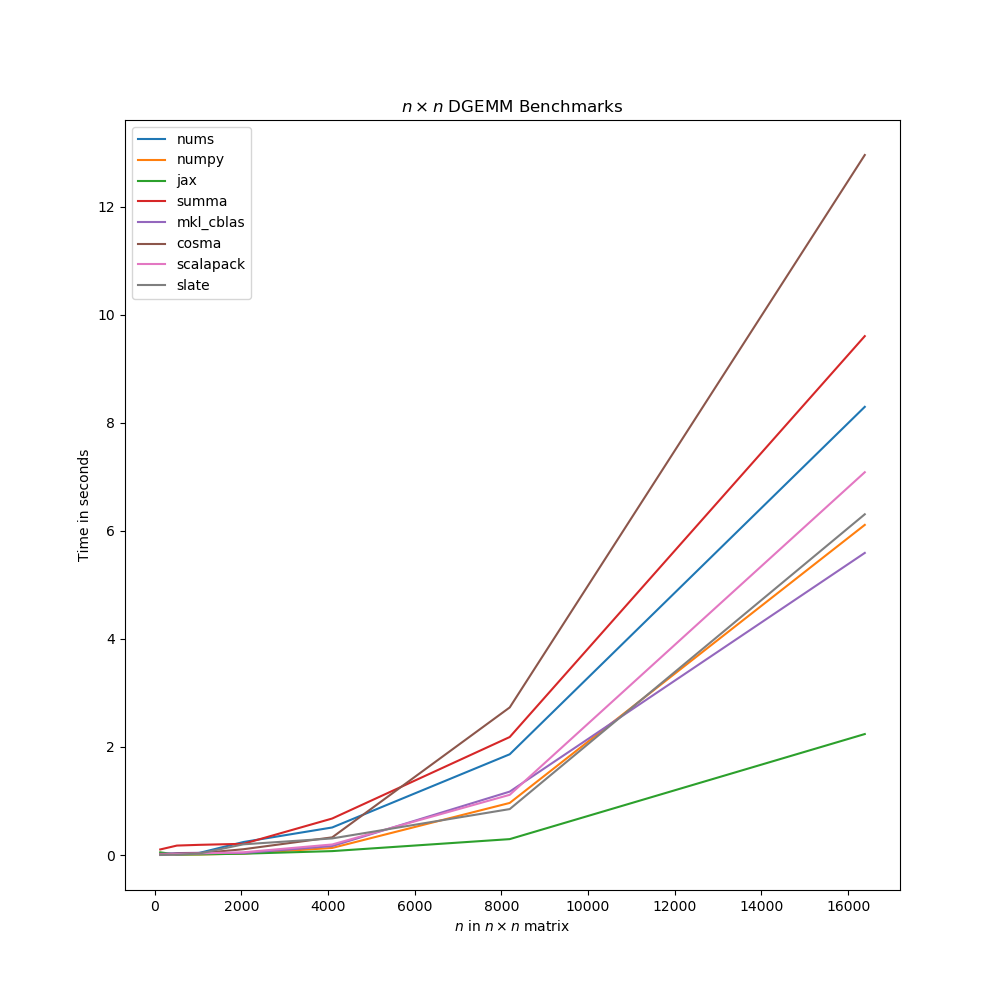 n × n DGEMM Benchmarks
nums
numpy
jax
summa
mkl_cblas
cosma
scalapack
slate
12
10
8
6
4
2
0
Time in seconds
0 2000 4000 6000 8000 10000 12000 14000 16000
n in n × n matrix